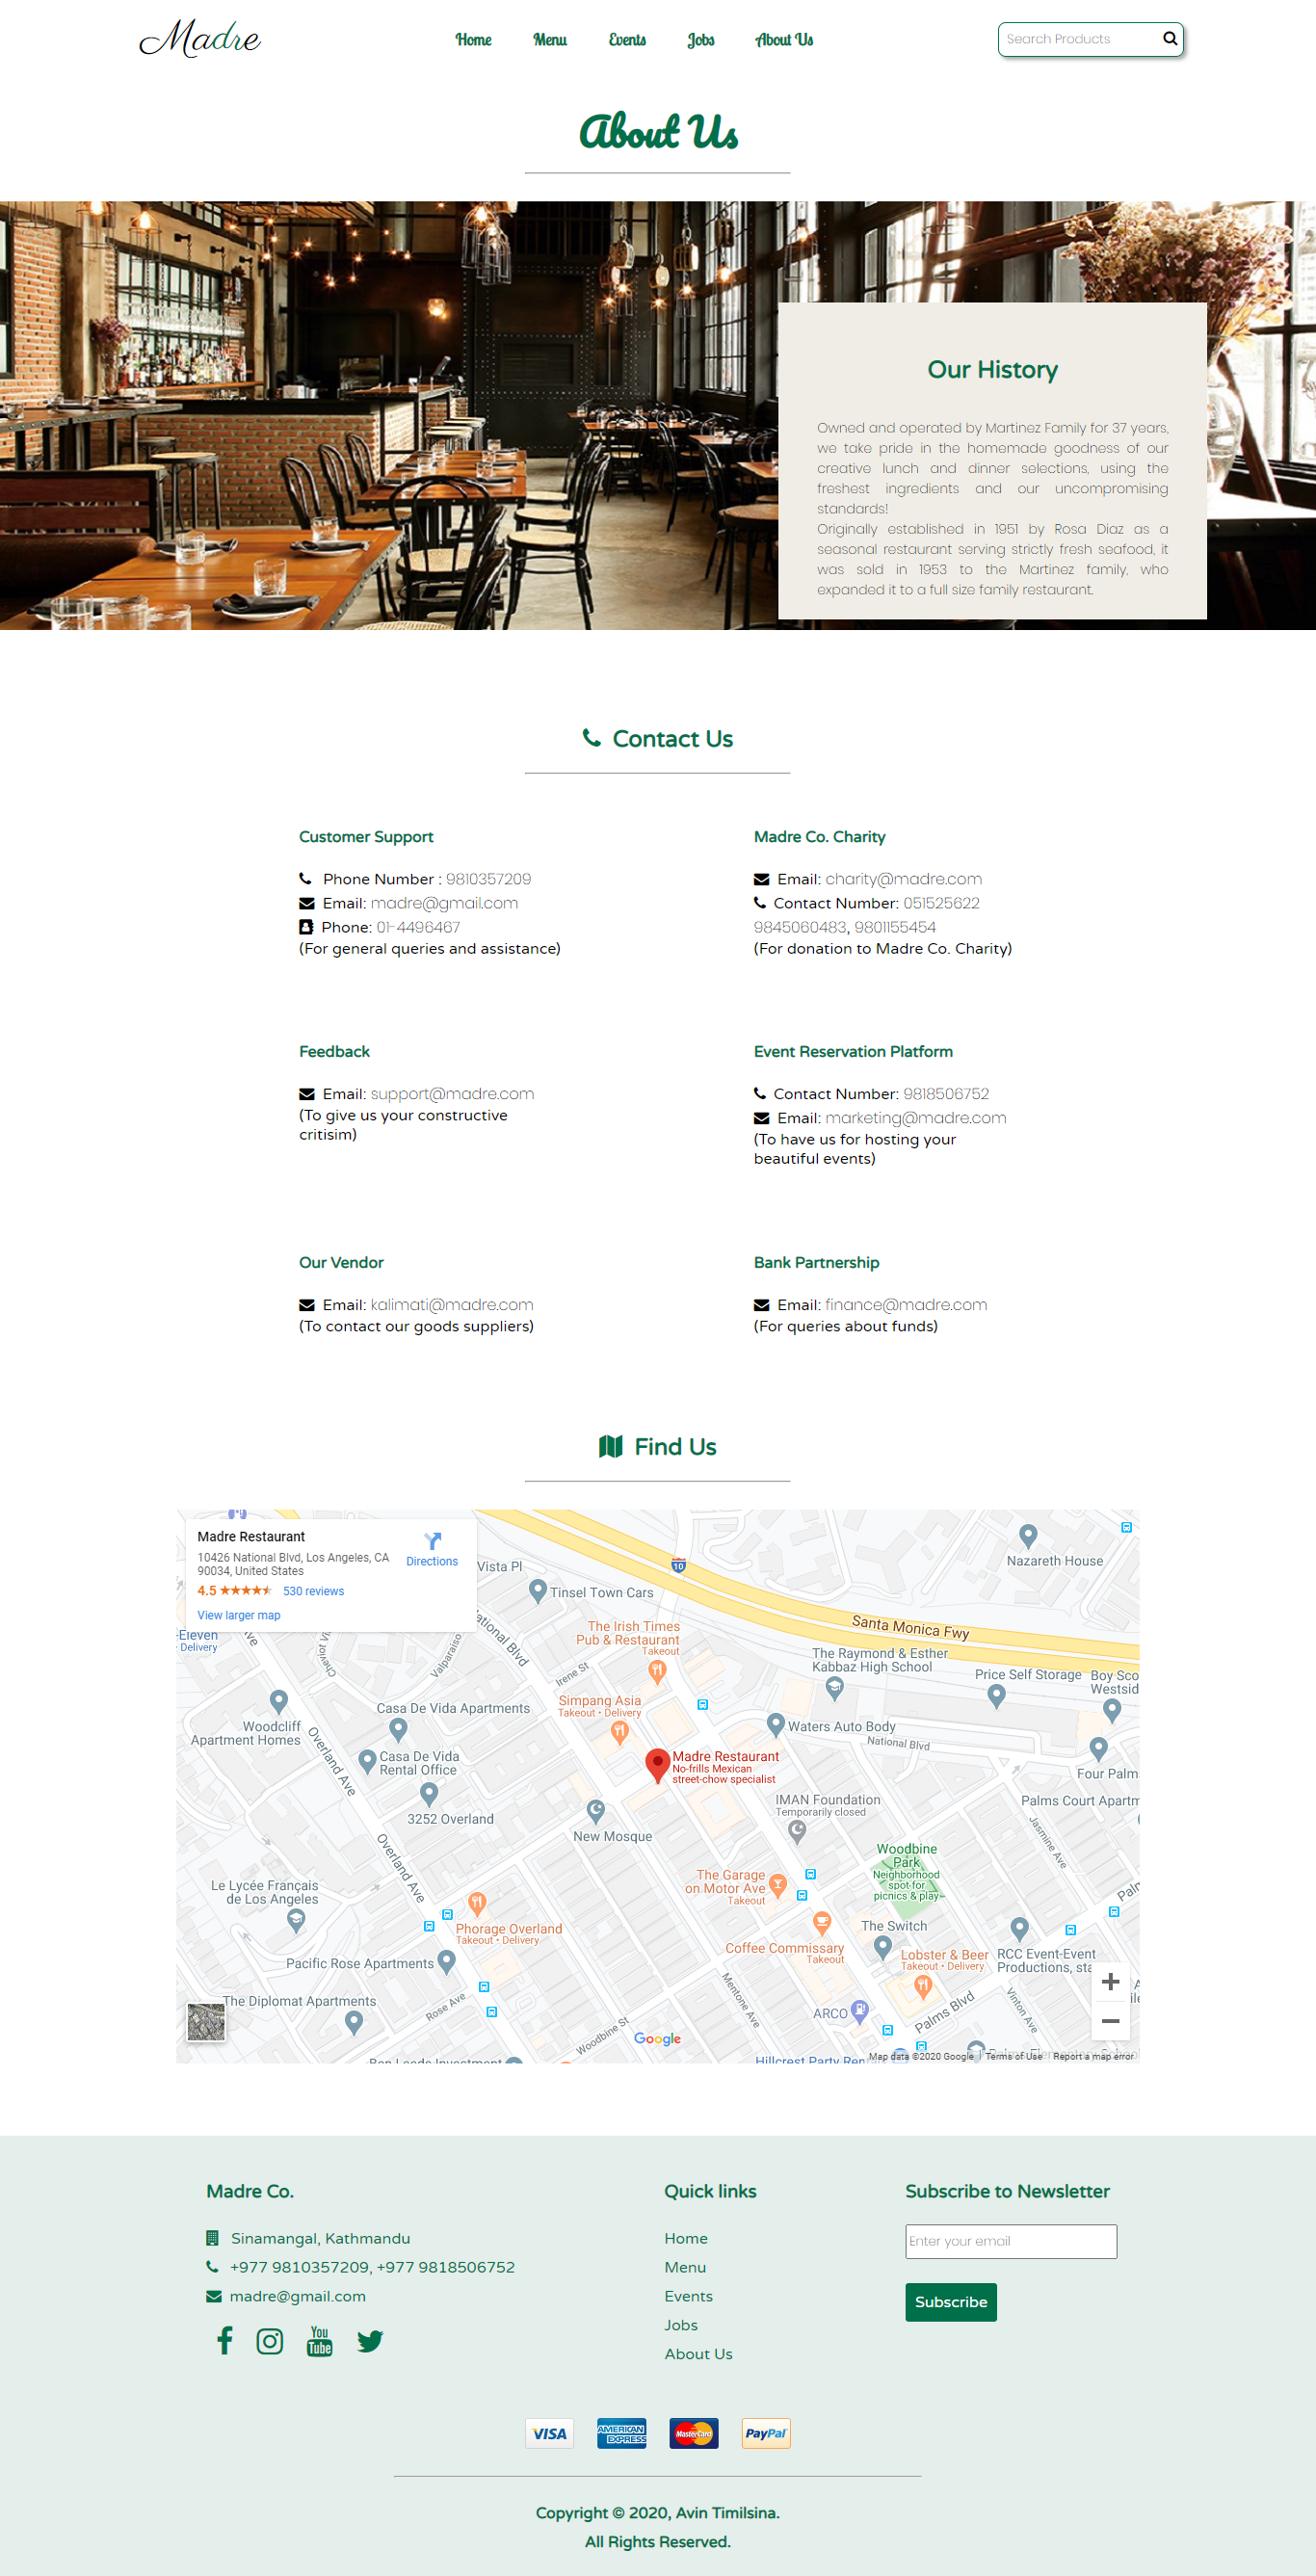 Madre
Home Menu Events Jobs About Us
Search Products
About Us
Our History
Owned and operated by Martinez Family for 37 years,
we take pride in the homemade goodness of our
creative lunch and dinner selections, using the
freshest ingredients and our uncompromising
standards!
Originally established in 1951 by Rosa Diaz as a
seasonal restaurant serving strictly fresh seafood, it
was sold in 1953 to the Martinez family, who
expanded it to a full size family restaurant.
Contact Us
Customer Support
Phone Number : 9810357209
Email: madre@gmail.com
Phone: 01-4496467
(For general queries and assistance)
Madre Co. Charity
Email: charity@madre.com
Contact Number: 051525622
9845060483, 9801155454
(For donation to Madre Co. Charity)
Feedback
Email: support@madre.com
(To give us your constructive
critisim)
Event Reservation Platform
Contact Number: 9818506752
Email: marketing@madre.com
(To have us for hosting your
beautiful events)
Our Vendor
Email: kalimati@madre.com
(To contact our goods suppliers)
Bank Partnership
Email: finance@madre.com
(For queries about funds)
Find Us
Madre Restaurant
10426 National Blvd, Los Angeles, CA
90034, United States
Directions
4.5 530 reviews
View larger map
Vista Pl
Tinsel Town Cars
10
Nazareth House
Santa Monica Fwy
-Eleven
Delivery
Cheviot Vi
Valparaiso
National Blvd
Irene St
The Irish Times
Pub & Restaurant
Takeout
The Raymond & Esther
Kabbaz High School
Price Self Storage
Boy Sco
Westsid
Simpang Asia
Takeout • Delivery
Woodcliff
Apartment Homes
Casa De Vida Apartments
Waters Auto Body
National Blvd
Overland Ave
Casa De Vida
Rental Office
Madre Restaurant
No-frills Mexican
street-chow specialist
Four Palm
3252 Overland
IMAN Foundation
Temporarily closed
Palms Court Apartm
New Mosque
Jasmine Ave
Overland Ave
Woodbine
Park
Neighborhood
spot for
picnics & play
Le Lycée Français
de Los Angeles
The Garage
on Motor Ave
Takeout
Palm
Phorage Overland
Takeout • Delivery
The Switch
Coffee Commissary
Takeout
Lobster & Beer
Takeout • Delivery
RCC Event-Event
Productions, sta
Pacific Rose Apartments
Mentone Ave
The Diplomat Apartments
Rose Ave
Woodbine St
ARCO
Palms Blvd
Vinton Ave
Google
Hillcrest Party Ren
Map data ©2020 Google Terms of Use Report a map error
Madre Co.
Sinamangal, Kathmandu
+977 9810357209, +977 9818506752
madre@gmail.com
You
Tube
Quick links
Home
Menu
Events
Jobs
About Us
Subscribe to Newsletter
Enter your email
Subscribe
VISA
AMERICAN
EXPRESS
MasterCard
PayPal
Copyright © 2020, Avin Timilsina.
All Rights Reserved.